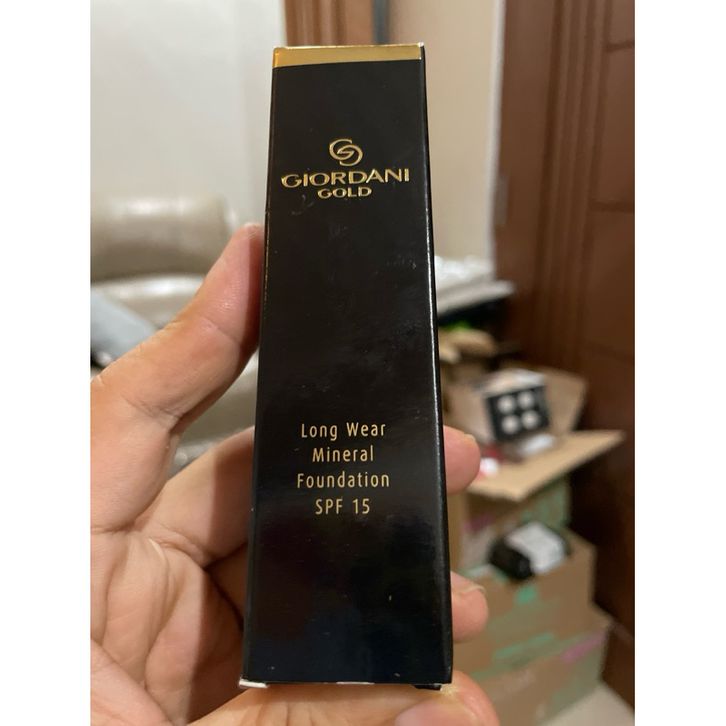 GIORDANI
GOLD
Long Wear
Mineral
Foundation
SPF 15